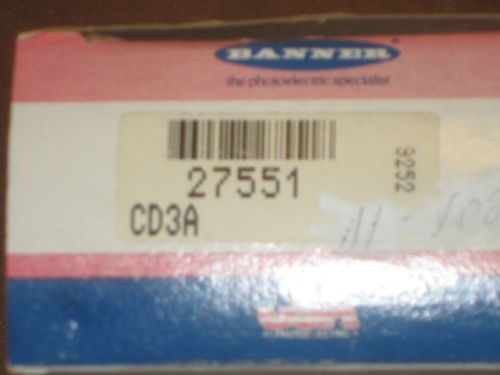 BANNER
the photoelectric specialist
27551
9252
CD3A